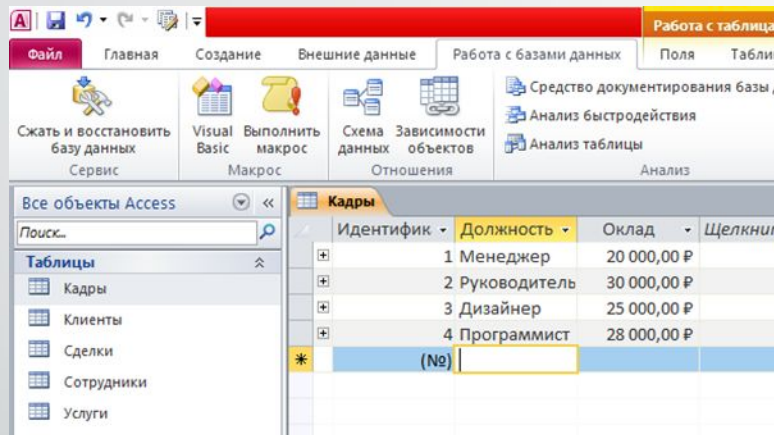 Работа с таблица
Файл Главная Создание Внешние данные Работа с базами данных Поля Табли
Сжать и восстановить базу данных
Visual Basic
Выполнить макрос
Схема данных
Зависимости объектов
Средство документирования базы
Анализ быстродействия
Анализ таблицы
Сервис Макрос Отношения Анализ
Все объекты Access
Поиск...
Таблицы
Кадры
Клиенты
Сделки
Сотрудники
Услуги
Кадры
Идентифик Должность Оклад Щелкни
1 Менеджер 20 000,00 ₽
2 Руководитель 30 000,00 ₽
3 Дизайнер 25 000,00 ₽
4 Программист 28 000,00 ₽
(№)